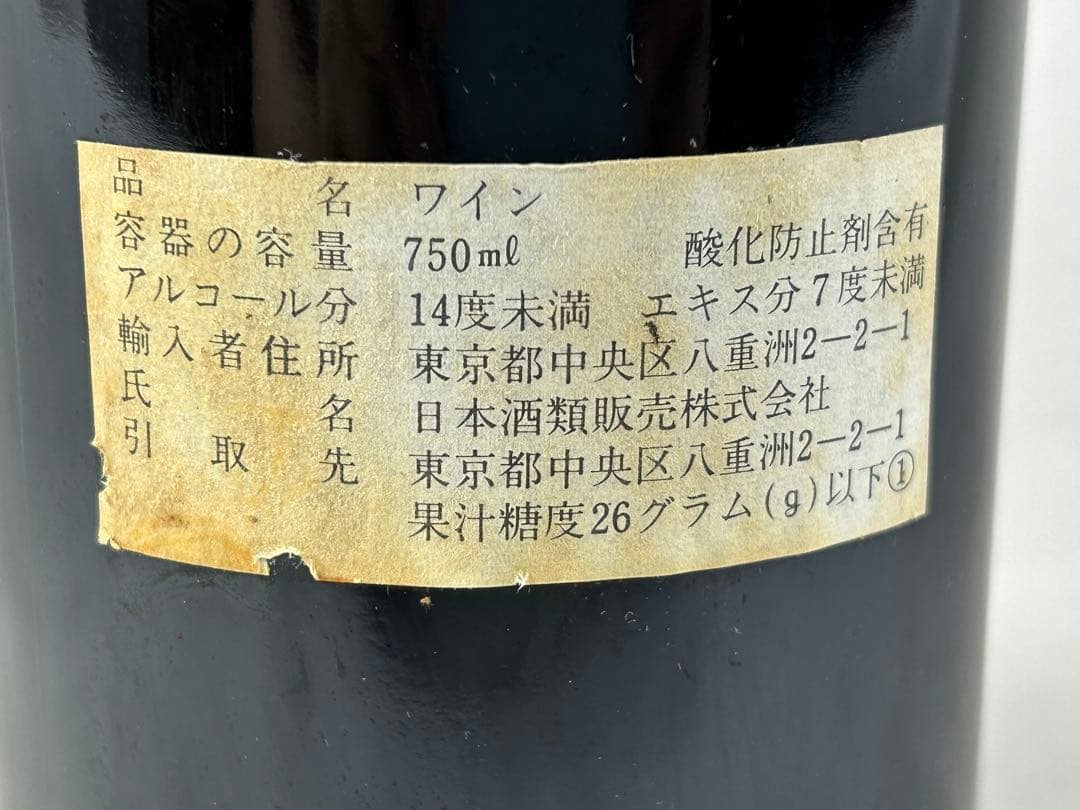 品名 ワイン
容器の容量 750ml 酸化防止剤含有
アルコール分 14度未満 エキス分7度未満
輸入者住所 東京都中央区八重洲2-2-1
氏名 日本酒類販売株式会社
引取先 東京都中央区八重洲2-2-1
果汁糖度26グラム(g)以下①